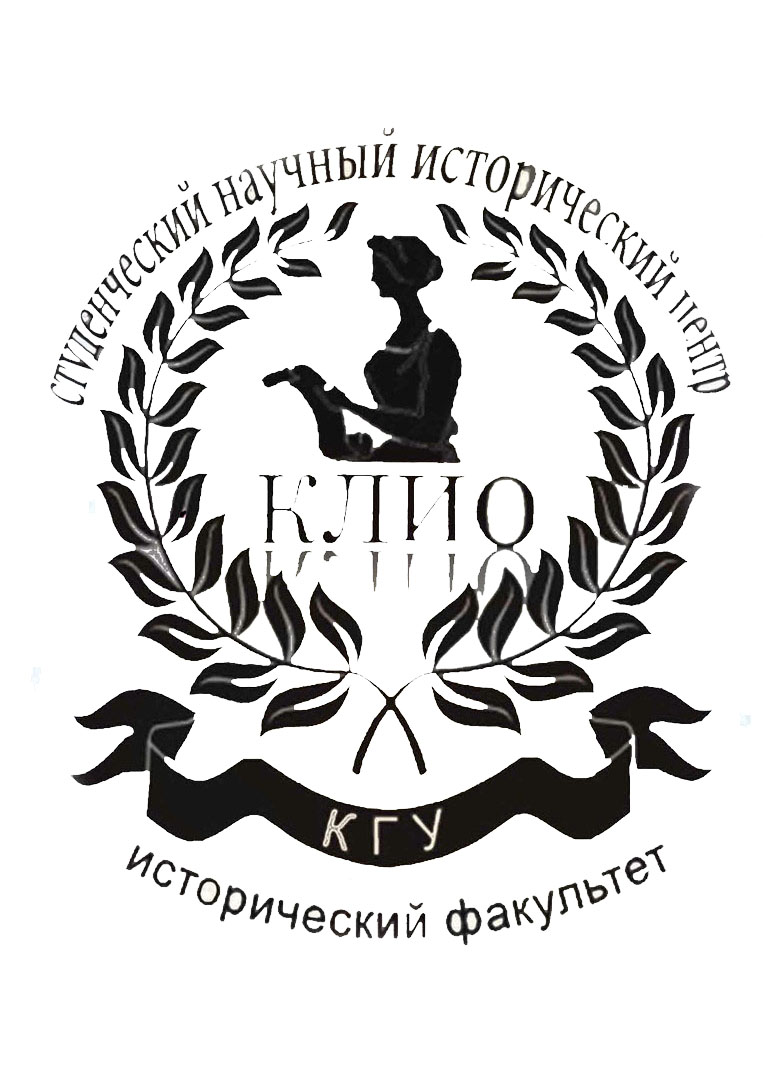 студенческий научный исторический центр
КЛИО
КГУ
исторический факультет